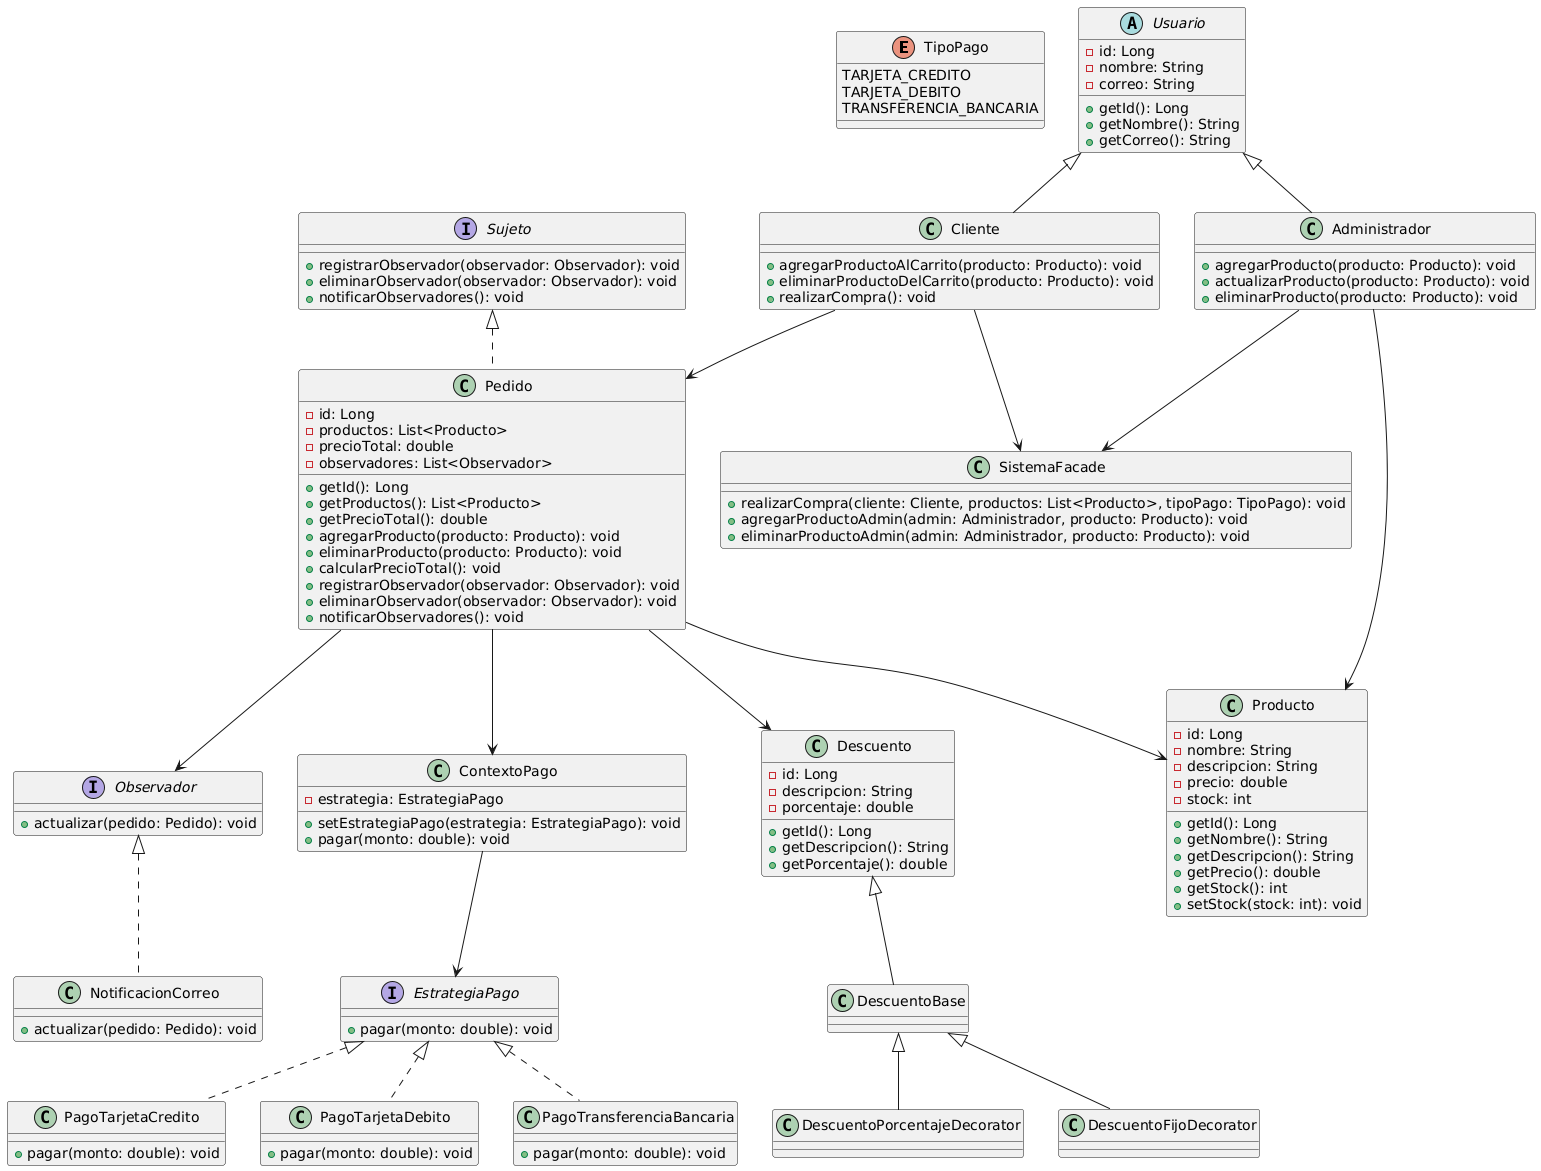 E TipoPago
TARJETA_CREDITO
TARJETA_DEBITO
TRANSFERENCIA_BANCARIA
A Usuario
id: Long
nombre: String
correo: String
getId(): Long
getNombre(): String
getCorreo(): String
I Sujeto
registrarObservador(observador: Observador): void
eliminarObservador(observador: Observador): void
notificarObservadores(): void
C Cliente
agregarProductoAlCarrito(producto: Producto): void
eliminarProductoDelCarrito(producto: Producto): void
realizarCompra(): void
C Administrador
agregarProducto(producto: Producto): void
actualizarProducto(producto: Producto): void
eliminarProducto(producto: Producto): void
C Pedido
id: Long
productos: List<Producto>
precioTotal: double
observadores: List<Observador>
getId(): Long
getProductos(): List<Producto>
getPrecioTotal(): double
agregarProducto(producto: Producto): void
eliminarProducto(producto: Producto): void
calcularPrecioTotal(): void
registrarObservador(observador: Observador): void
eliminarObservador(observador: Observador): void
notificarObservadores(): void
C SistemaFacade
realizarCompra(cliente: Cliente, productos: List<Producto>, tipoPago: TipoPago): void
agregarProductoAdmin(admin: Administrador, producto: Producto): void
eliminarProductoAdmin(admin: Administrador, producto: Producto): void
I Observador
actualizar(pedido: Pedido): void
C ContextoPago
estrategia: EstrategiaPago
setEstrategiaPago(estrategia: EstrategiaPago): void
pagar(monto: double): void
C Descuento
id: Long
descripcion: String
porcentaje: double
getId(): Long
getDescripcion(): String
getPorcentaje(): double
C Producto
id: Long
nombre: String
descripcion: String
precio: double
stock: int
getId(): Long
getNombre(): String
getDescripcion(): String
getPrecio(): double
getStock(): int
setStock(stock: int): void
C NotificacionCorreo
actualizar(pedido: Pedido): void
I EstrategiaPago
pagar(monto: double): void
C DescuentoBase
C PagoTarjetaCredito
pagar(monto: double): void
C PagoTarjetaDebito
pagar(monto: double): void
C PagoTransferenciaBancaria
pagar(monto: double): void
C DescuentoPorcentajeDecorator
C DescuentoFijoDecorator